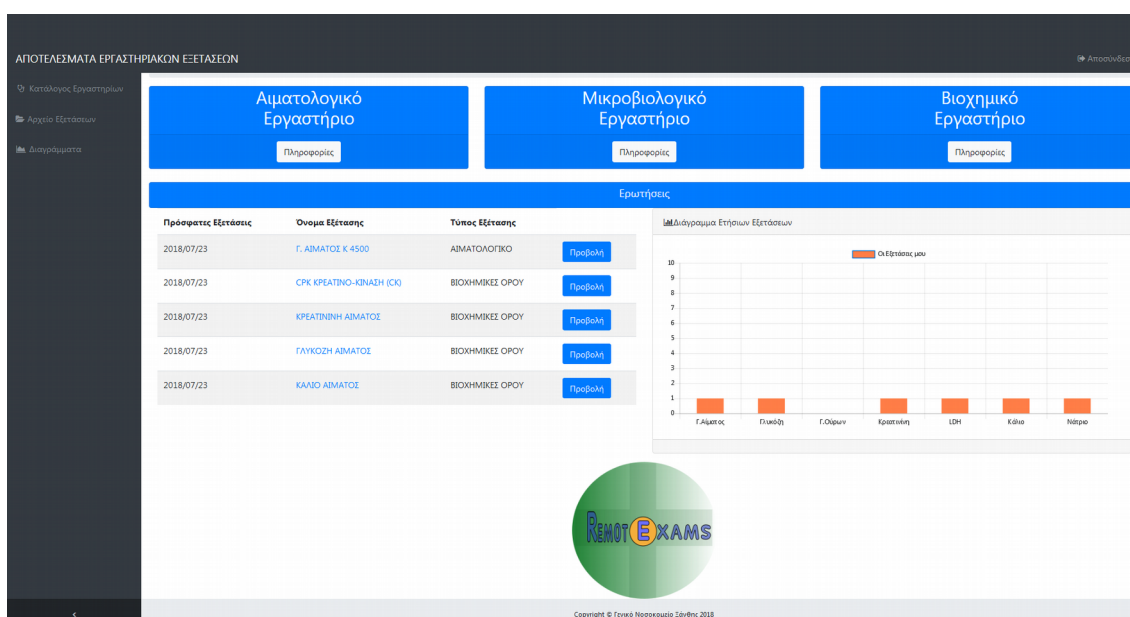 ΑΠΟΤΕΛΕΣΜΑΤΑ ΕΡΓΑΣΤΗΡΙΑΚΩΝ ΕΞΕΤΑΣΕΩΝ
Αποσύνδεσ
Κατάλογος Εργαστηρίων
Αρχείο Εξετάσεων
Διαγράμματα
Αιματολογικό
Εργαστήριο
Πληροφορίες
Μικροβιολογικό
Εργαστήριο
Πληροφορίες
Βιοχημικό
Εργαστήριο
Πληροφορίες
Ερωτήσεις
Πρόσφατες Εξετάσεις Όνομα Εξέτασης Τύπος Εξέτασης
2018/07/23 Γ. ΑΙΜΑΤΟΣ Κ 4500 ΑΙΜΑΤΟΛΟΓΙΚΟ Προβολή
2018/07/23 CPK ΚΡΕΑΤΙΝΟ-ΚΙΝΑΣΗ (CK) ΒΙΟΧΗΜΙΚΕΣ ΟΡΟΥ Προβολή
2018/07/23 ΚΡΕΑΤΙΝΙΝΗ ΑΙΜΑΤΟΣ ΒΙΟΧΗΜΙΚΕΣ ΟΡΟΥ Προβολή
2018/07/23 ΓΛΥΚΟΖΗ ΑΙΜΑΤΟΣ ΒΙΟΧΗΜΙΚΕΣ ΟΡΟΥ Προβολή
2018/07/23 ΚΑΛΙΟ ΑΙΜΑΤΟΣ ΒΙΟΧΗΜΙΚΕΣ ΟΡΟΥ Προβολή
Διάγραμμα Ετήσιων Εξετάσεων
Οι Εξετάσεις μου
10
9
8
7
6
5
4
3
2
1
0
Γ.Αίματος Γλυκόζη Γ.Ούρων Κρεατινίνη LDH Κάλιο Νάτριο
REMOTEXAMS
Copyright © Γενικό Νοσοκομείο Ξάνθης 2018